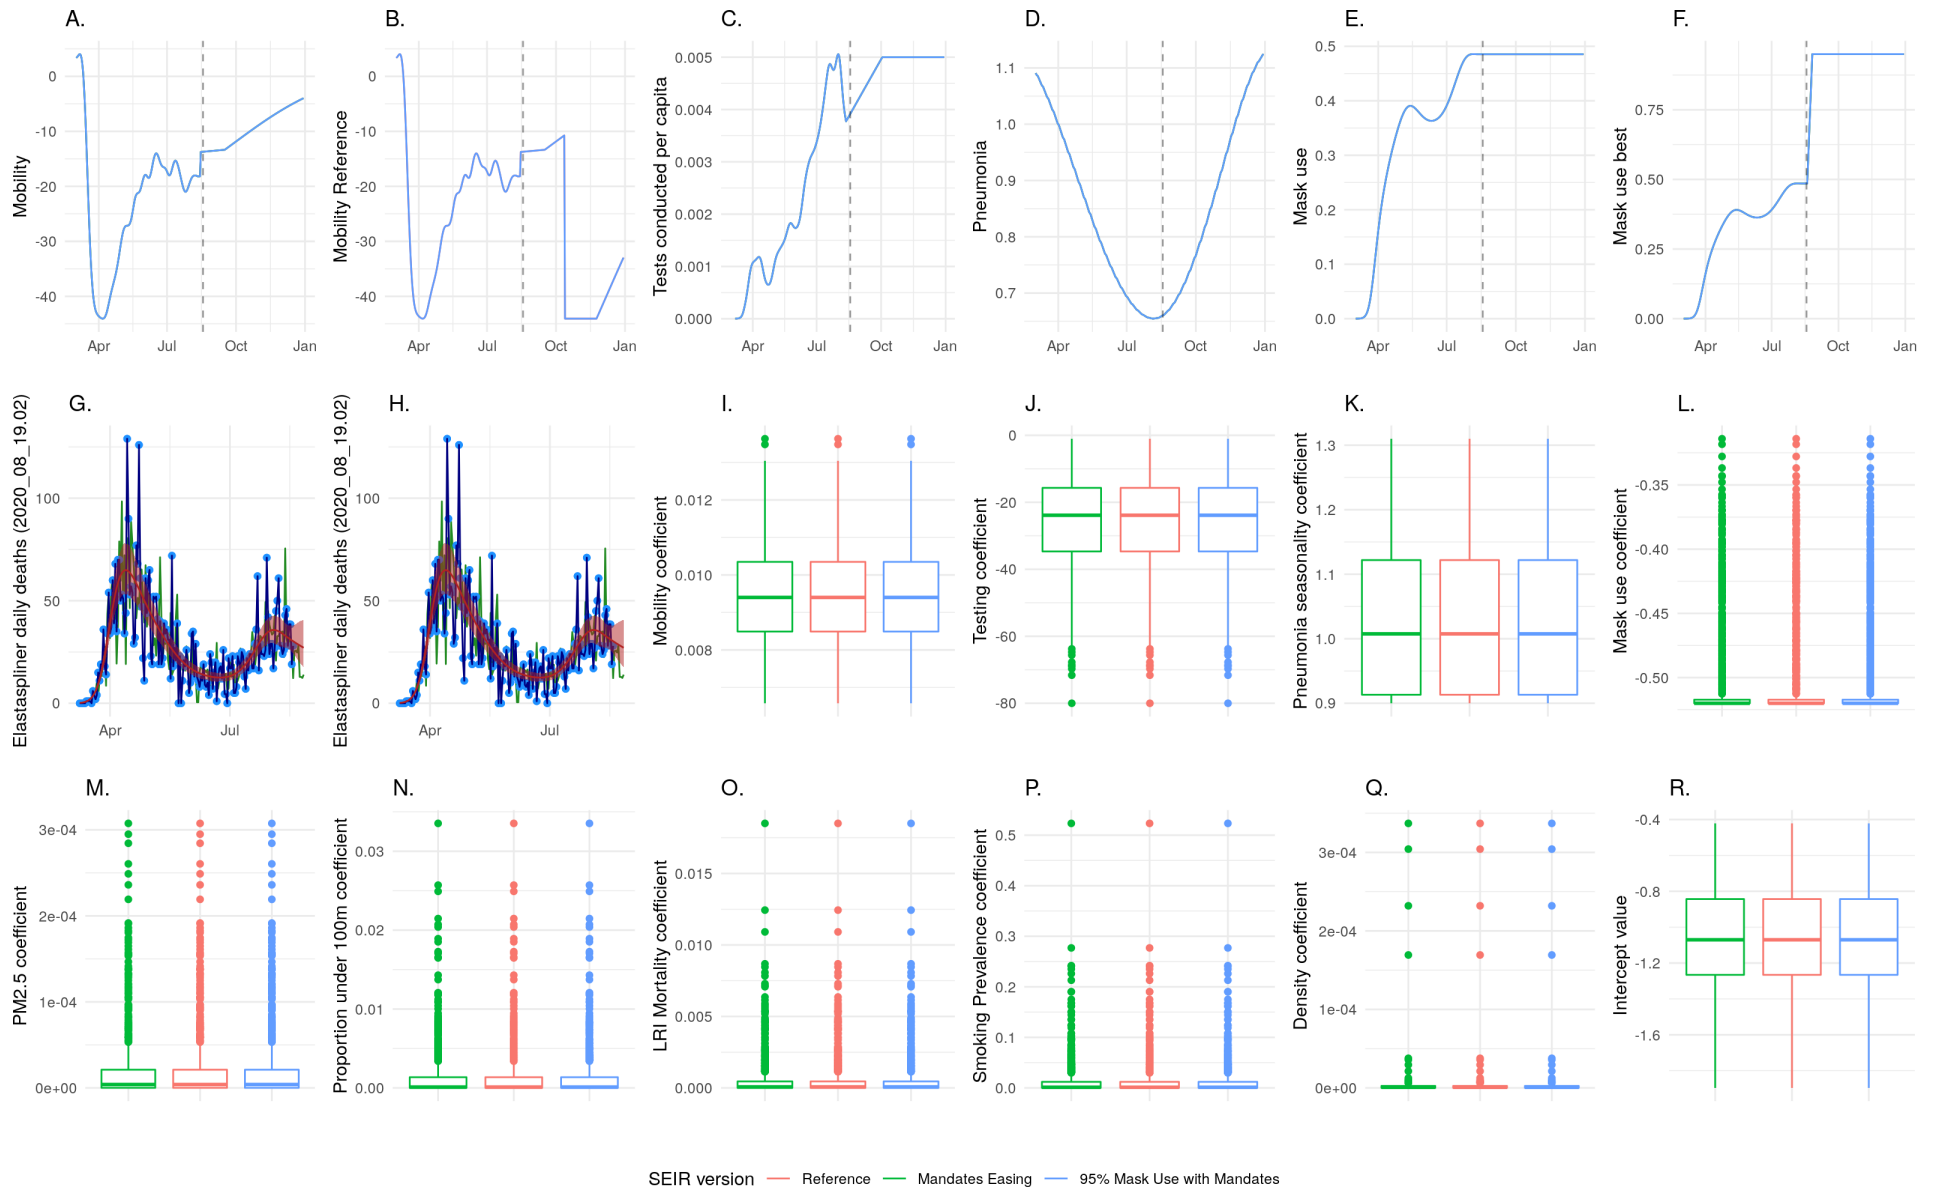 A.
B.
C.
D.
E.
F.
Mobility
0
-10
-20
-30
-40
Apr
Jul
Oct
Jan
Mobility Reference
0
-10
-20
-30
-40
Apr
Jul
Oct
Jan
Tests conducted per capita
0.005
0.004
0.003
0.002
0.001
0.000
Apr
Jul
Oct
Jan
Pneumonia
1.1
1.0
0.9
0.8
0.7
Apr
Jul
Oct
Jan
Mask use
0.5
0.4
0.3
0.2
0.1
0.0
Apr
Jul
Oct
Jan
Mask use best
0.75
0.50
0.25
0.00
Apr
Jul
Oct
Jan
G.
H.
I.
J.
K.
L.
Elastaspliner daily deaths (2020_08_19.02)
100
50
0
Apr
Jul
Elastaspliner daily deaths (2020_08_19.02)
100
50
0
Apr
Jul
Mobility coefficient
0.012
0.010
0.008
Testing coefficient
0
-20
-40
-60
-80
Pneumonia seasonality coefficient
1.3
1.2
1.1
1.0
0.9
Mask use coefficient
-0.35
-0.40
-0.45
-0.50
M.
N.
O.
P.
Q.
R.
PM2.5 coefficient
3e-04
2e-04
1e-04
0e+00
Proportion under 100m coefficient
0.03
0.02
0.01
0.00
LRI Mortality coefficient
0.015
0.010
0.005
0.000
Smoking Prevalence coefficient
0.5
0.4
0.3
0.2
0.1
0.0
Density coefficient
3e-04
2e-04
1e-04
0e+00
Intercept value
-0.4
-0.8
-1.2
-1.6
SEIR version
Reference
Mandates Easing
95% Mask Use with Mandates